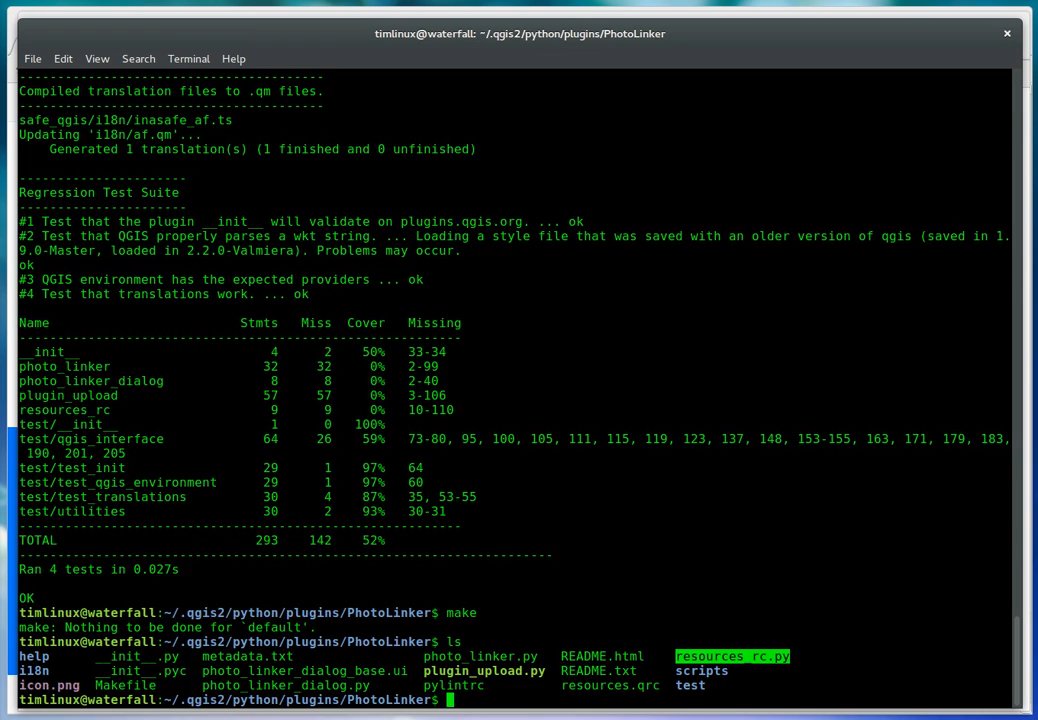 timlinux@waterfall: ~/.qgis2/python/plugins/PhotoLinker ×
File Edit View Search Terminal Help
-----------------------------------------
Compiled translation files to .qm files.
-----------------------------------------
safe_qgis/i18n/inasafe_af.ts
Updating 'i18n/af.qm'...
    Generated 1 translation(s) (1 finished and 0 unfinished)
----------------------
Regression Test Suite
----------------------
#1 Test that the plugin __init__ will validate on plugins.qgis.org. ... ok
#2 Test that QGIS properly parses a wkt string. ... Loading a style file that was saved with an older version of qgis (saved in 1.
9.0-Master, loaded in 2.2.0-Valmiera). Problems may occur.
ok
#3 QGIS environment has the expected providers ... ok
#4 Test that translations work. ... ok
Name                         Stmts   Miss  Cover   Missing
----------------------------------------------------------
__init__                         4      2    50%   33-34
photo_linker                    32     32     0%   2-99
photo_linker_dialog              8      8     0%   2-40
plugin_upload                   57     57     0%   3-106
resources_rc                     9      9     0%   10-110
test/__init__                    1      0   100%
test/qgis_interface             64     26    59%   73-80, 95, 100, 105, 111, 115, 119, 123, 137, 148, 153-155, 163, 171, 179, 183,
 190, 201, 205
test/test_init                  29      1    97%   64
test/test_qgis_environment      29      1    97%   60
test/test_translations          30      4    87%   35, 53-55
test/utilities                  30      2    93%   30-31
----------------------------------------------------------
TOTAL                          293    142    52%
----------------------------------------------------------------------
Ran 4 tests in 0.027s
OK
timlinux@waterfall:~/.qgis2/python/plugins/PhotoLinker$ make
make: Nothing to be done for `default'.
timlinux@waterfall:~/.qgis2/python/plugins/PhotoLinker$ ls
help      __init__.py   metadata.txt                 photo_linker.py   README.html    resources_rc.py
i18n      __init__.pyc  photo_linker_dialog_base.ui  plugin_upload.py  README.txt     scripts
icon.png  Makefile      photo_linker_dialog.py       pylintrc          resources.qrc  test
timlinux@waterfall:~/.qgis2/python/plugins/PhotoLinker$